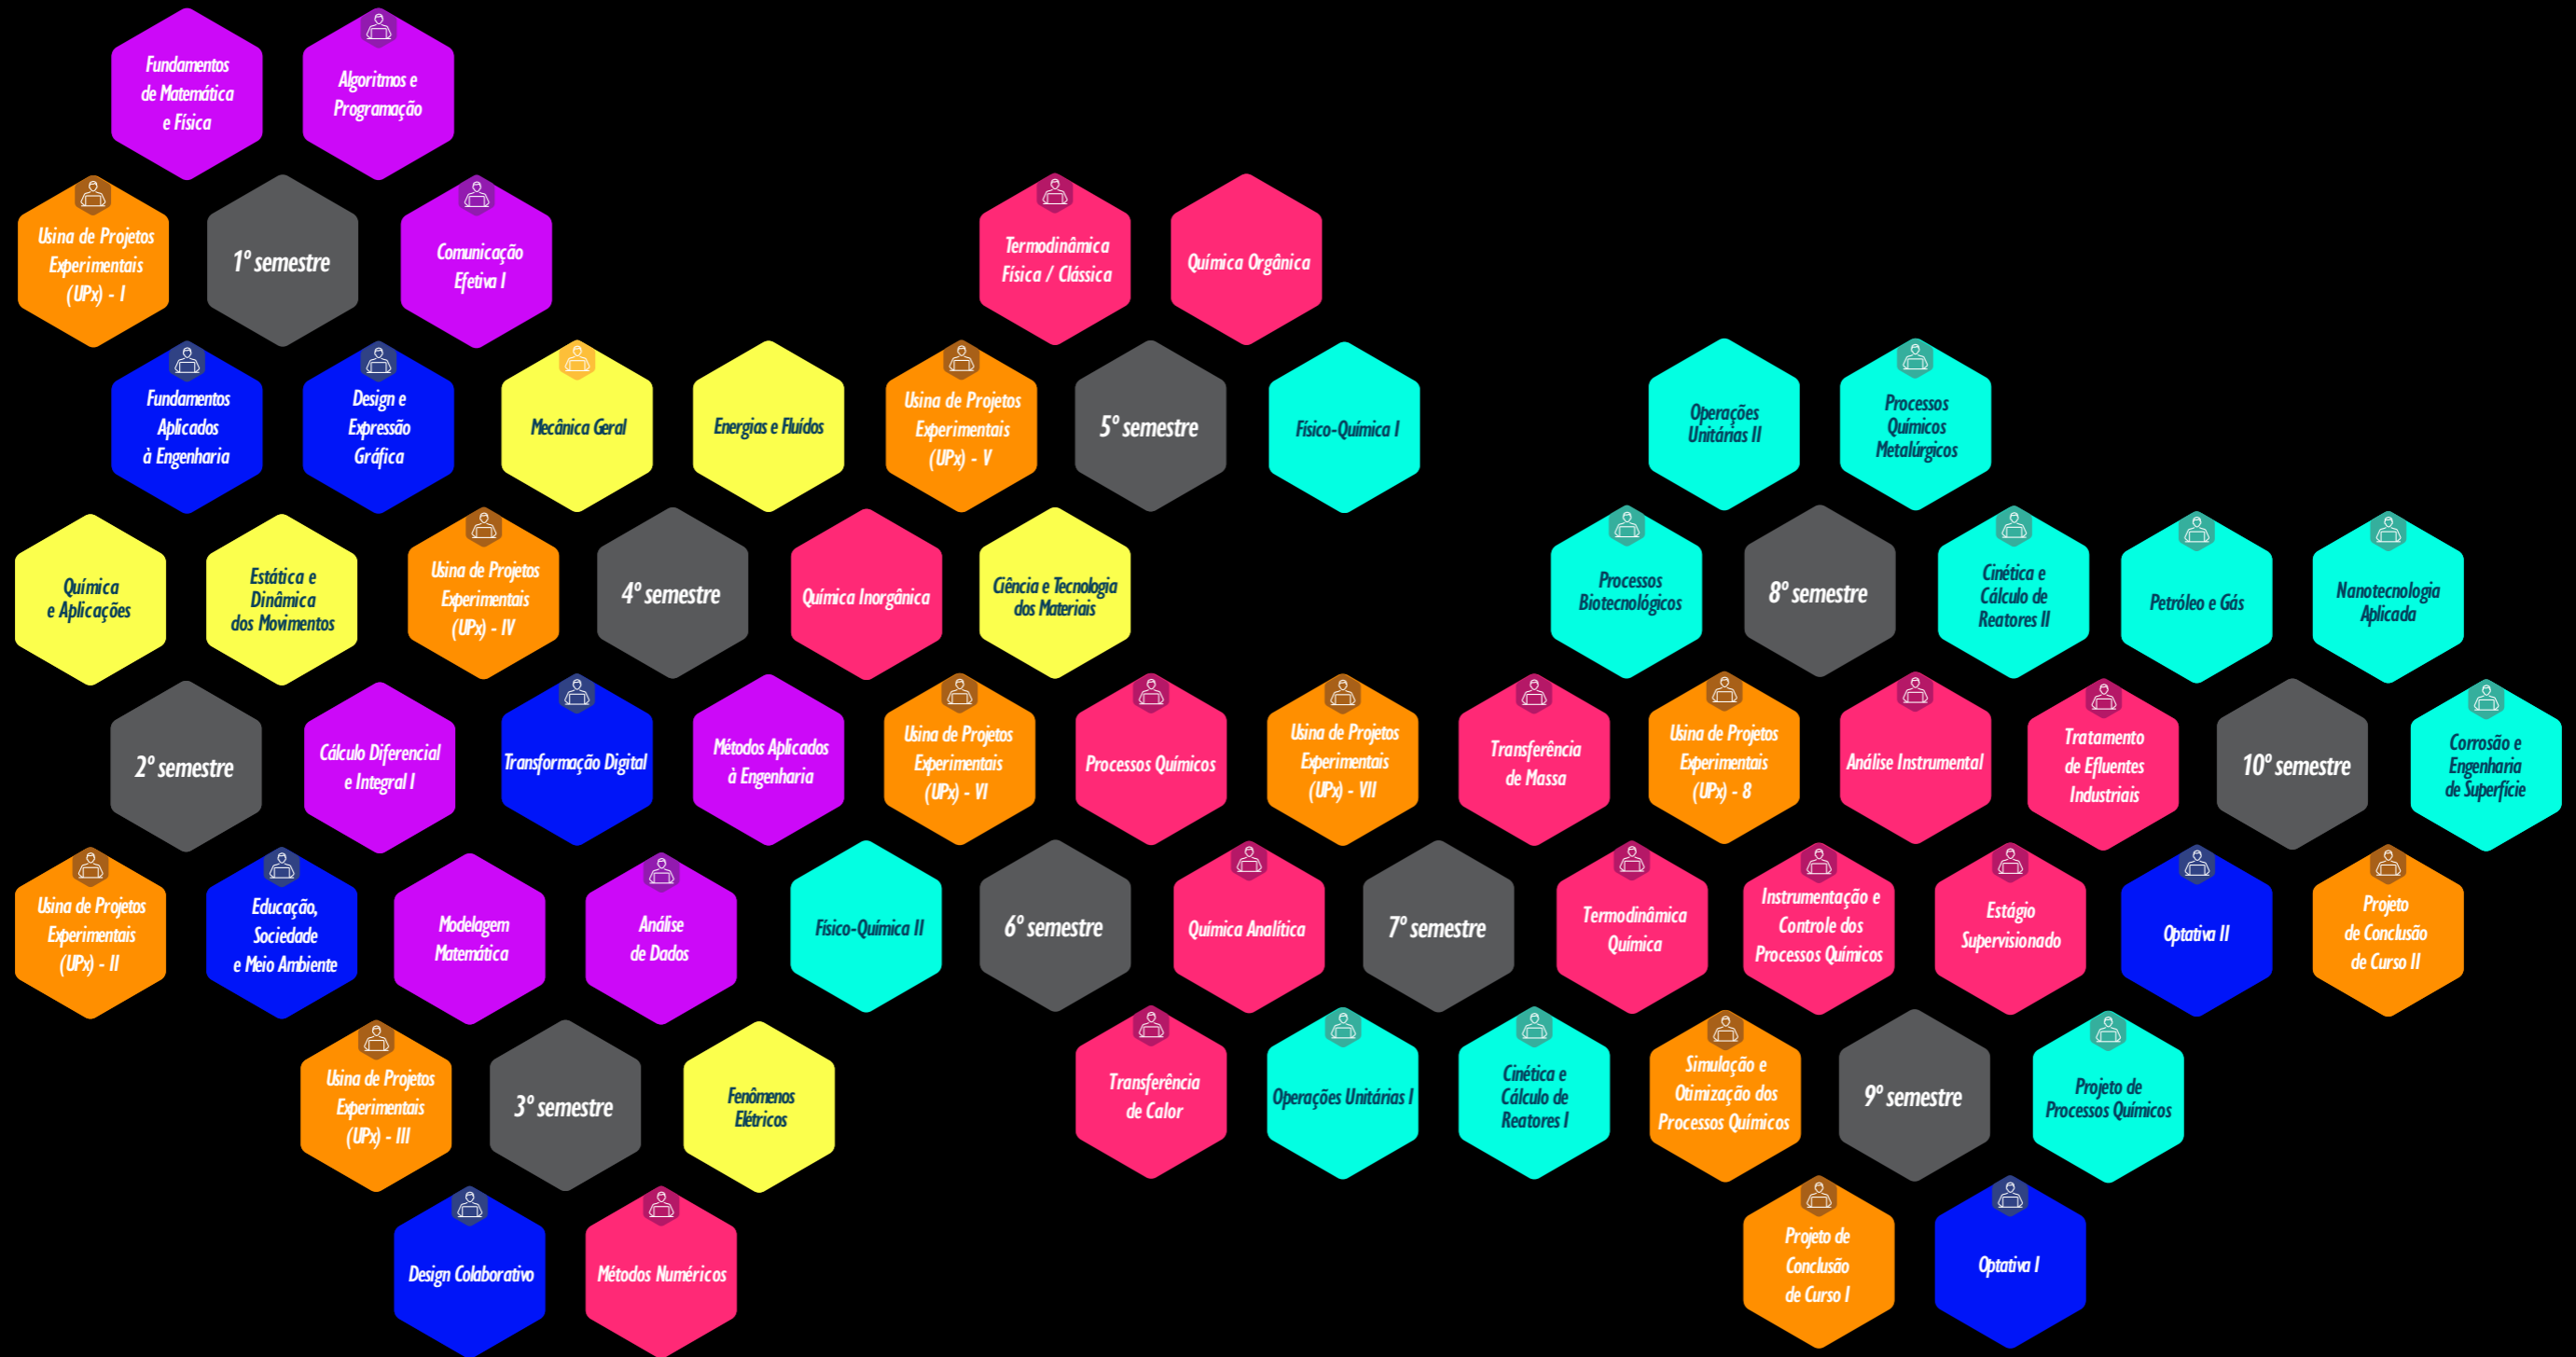 Fundamentos
de Matemática
e Física
Algoritmos e
Programação
Usina de Projetos
Experimentais
(UPx) - I
1º semestre
Comunicação
Efetiva I
Termodinâmica
Física / Clássica
Química Orgânica
Fundamentos
Aplicados
à Engenharia
Design e
Expressão
Gráfica
Mecânica Geral
Energias e Fluídos
Usina de Projetos
Experimentais
(UPx) - V
5º semestre
Físico-Química I
Operações
Unitárias II
Processos
Químicos
Metalúrgicos
Química
e Aplicações
Estática e
Dinâmica
dos Movimentos
Usina de Projetos
Experimentais
(UPx) - IV
4º semestre
Química Inorgânica
Ciência e Tecnologia
dos Materiais
Processos
Biotecnológicos
8º semestre
Cinética e
Cálculo de
Reatores II
Petróleo e Gás
Nanotecnologia
Aplicada
2º semestre
Cálculo Diferencial
e Integral I
Transformação Digital
Métodos Aplicados
à Engenharia
Usina de Projetos
Experimentais
(UPx) - VI
Processos Químicos
Usina de Projetos
Experimentais
(UPx) - VII
Transferência
de Massa
Usina de Projetos
Experimentais
(UPx) - 8
Análise Instrumental
Tratamento
de Efluentes
Industriais
10º semestre
Corrosão e
Engenharia
de Superfície
Usina de Projetos
Experimentais
(UPx) - II
Educação,
Sociedade
e Meio Ambiente
Modelagem
Matemática
Análise
de Dados
Físico-Química II
6º semestre
Química Analítica
7º semestre
Termodinâmica
Química
Instrumentação e
Controle dos
Processos Químicos
Estágio
Supervisionado
Optativa II
Projeto
de Conclusão
de Curso II
Usina de Projetos
Experimentais
(UPx) - III
3º semestre
Fenômenos
Elétricos
Transferência
de Calor
Operações Unitárias I
Cinética e
Cálculo de
Reatores I
Simulação e
Otimização dos
Processos Químicos
9º semestre
Projeto de
Processos Químicos
Design Colaborativo
Métodos Numéricos
Projeto de
Conclusão
de Curso I
Optativa I